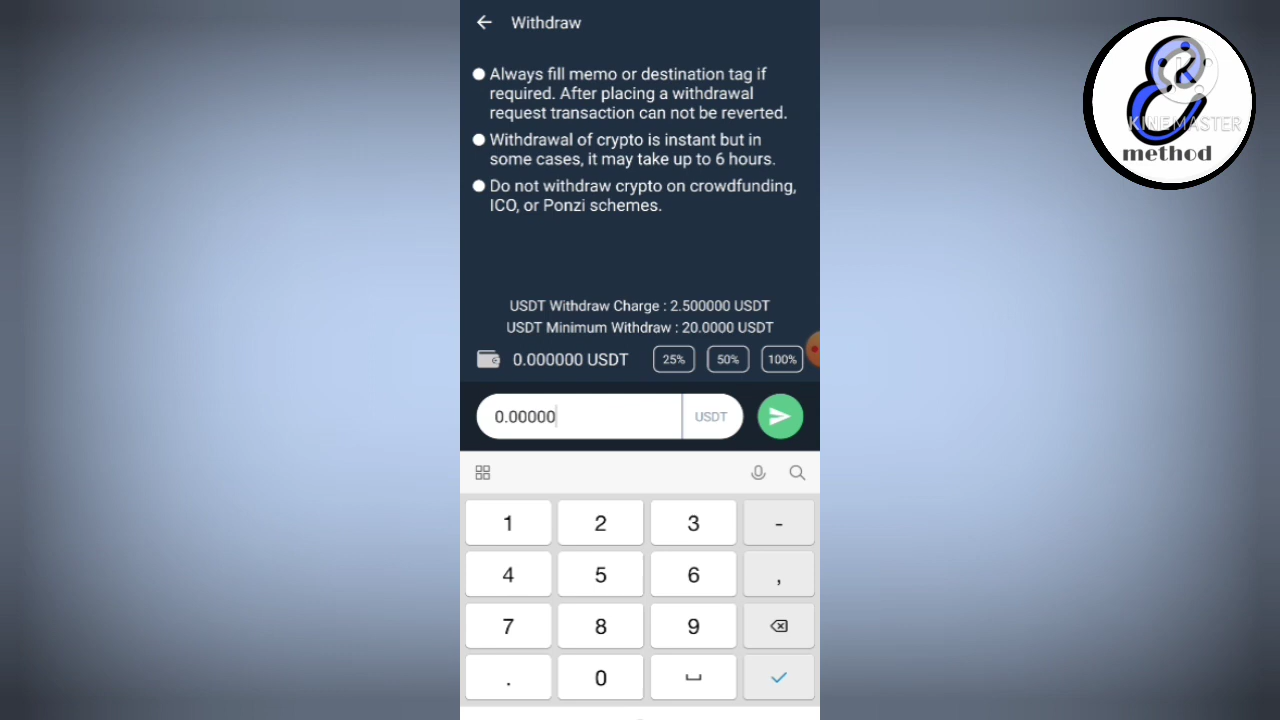 Withdraw
Always fill memo or destination tag if
required. After placing a withdrawal
request transaction can not be reverted.
Withdrawal of crypto is instant but in
some cases, it may take up to 6 hours.
Do not withdraw crypto on crowdfunding,
ICO, or Ponzi schemes.
USDT Withdraw Charge : 2.500000 USDT
USDT Minimum Withdraw : 20.0000 USDT
0.000000 USDT 25% 50% 100%
0.00000 USDT
1 2 3 -
4 5 6 ,
7 8 9
. 0
K
KINEMASTER
method